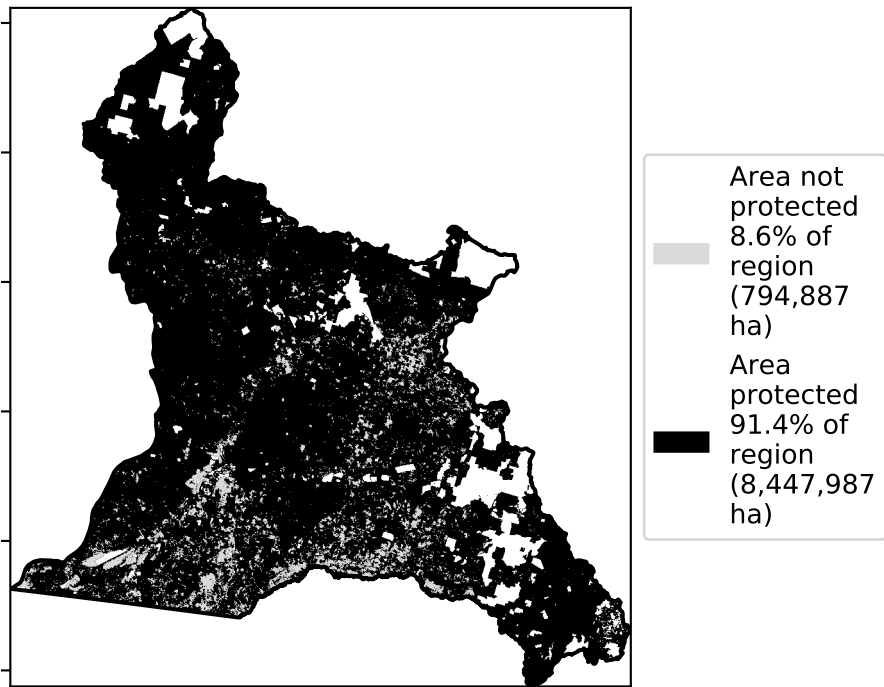 Area not
protected
8.6% of
region
(794,887
ha)
Area
protected
91.4% of
region
(8,447,987
ha)